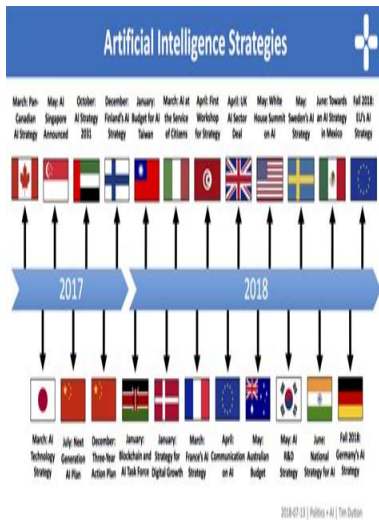 Artificial Intelligence Strategies
March: Pan-
Canadian
AI Strategy
May: AI
Singapore
Announced
October:
AI Strategy
2031
December:
Finland's AI
Strategy
January:
Budget for AI
Taiwan
March: AI at
the Service
of Citizens
April: First
Workshop
for Strategy
April: UK
AI Sector
Deal
May: White
House Summit
on AI
May:
Sweden's AI
Strategy
June: Towards
an AI Strategy
in Mexico
Fall 2018:
EU's AI
Strategy
2017
2018
March: AI
Technology
Strategy
July: Next
Generation
AI Plan
December:
Three-Year
Action Plan
January:
Blockchain and
AI Task Force
January:
Strategy for
Digital Growth
March:
France's AI
Strategy
April:
Communication
on AI
May:
Australian
Budget
May: AI
R&D
Strategy
June:
National
Strategy for AI
Fall 2018:
Germany's AI
Strategy
2018-07-13 | Politics + AI | Tim Dutton